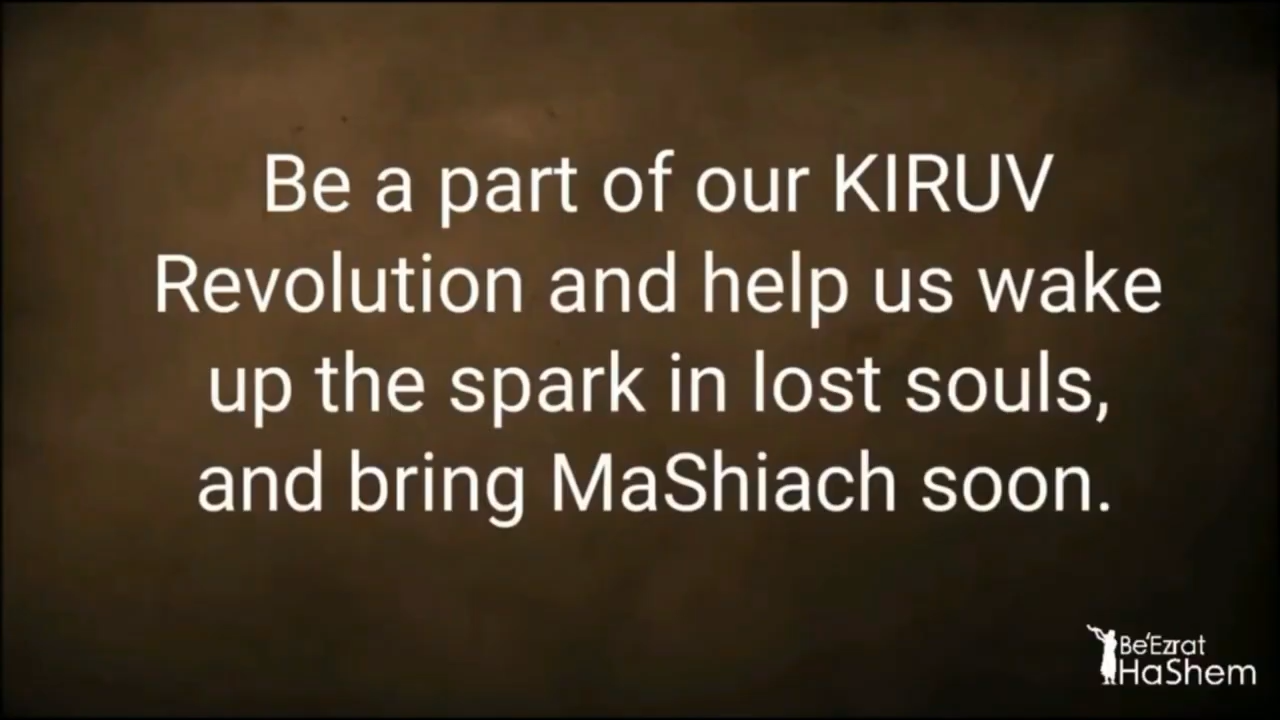 Be a part of our KIRUV
Revolution and help us wake
up the spark in lost souls,
and bring MaShiach soon.
Be'Ezrat
HaShem